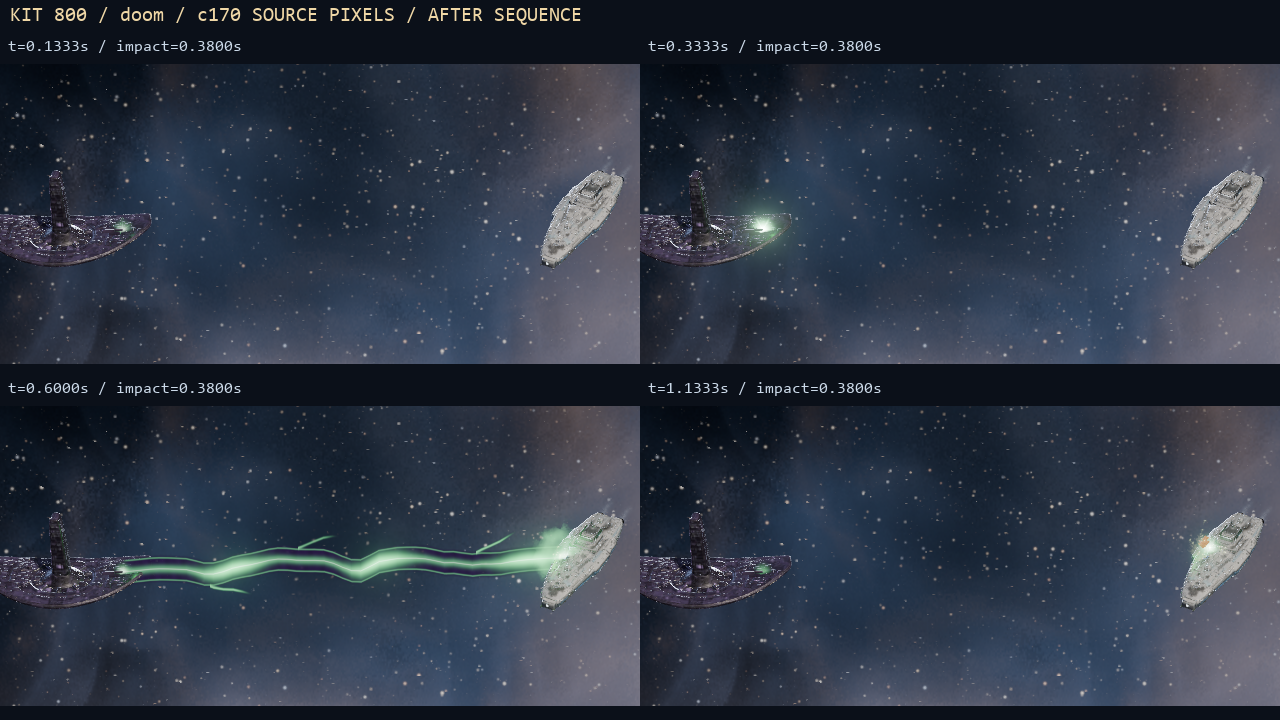 KIT 800 / doom / c170 SOURCE PIXELS / AFTER SEQUENCE
t=0.1333s / impact=0.3800s
t=0.3333s / impact=0.3800s
t=0.6000s / impact=0.3800s
t=1.1333s / impact=0.3800s